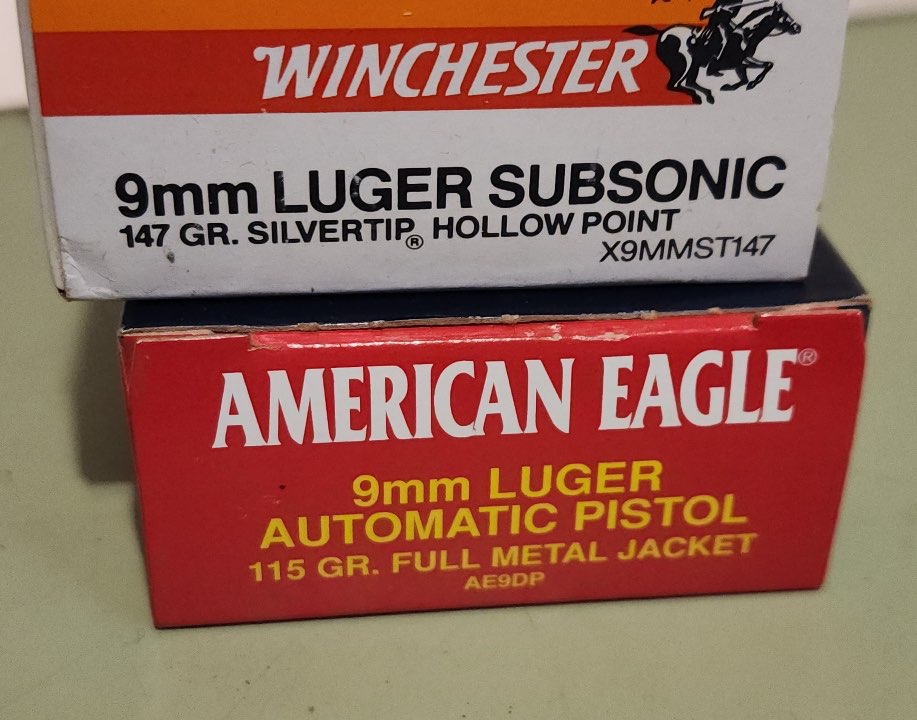 WINCHESTER
9mm LUGER SUBSONIC
147 GR. SILVERTIP® HOLLOW POINT
X9MMST147
AMERICAN EAGLE®
9mm LUGER
AUTOMATIC PISTOL
115 GR. FULL METAL JACKET
AE9DP